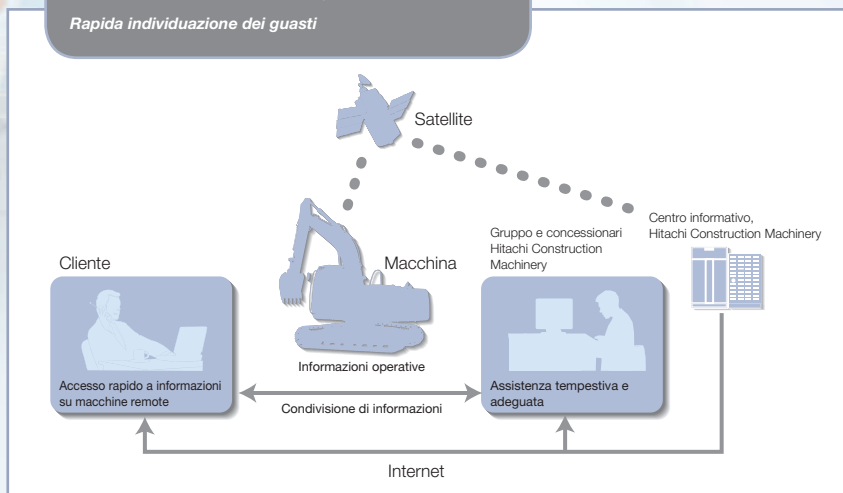 Rapida individuazione dei guasti
Satellite
Centro informativo,
Hitachi Construction Machinery
Gruppo e concessionari
Hitachi Construction
Machinery
Cliente
Macchina
Informazioni operative
Accesso rapido a informazioni
su macchine remote
Condivisione di informazioni
Assistenza tempestiva e
adeguata
Internet